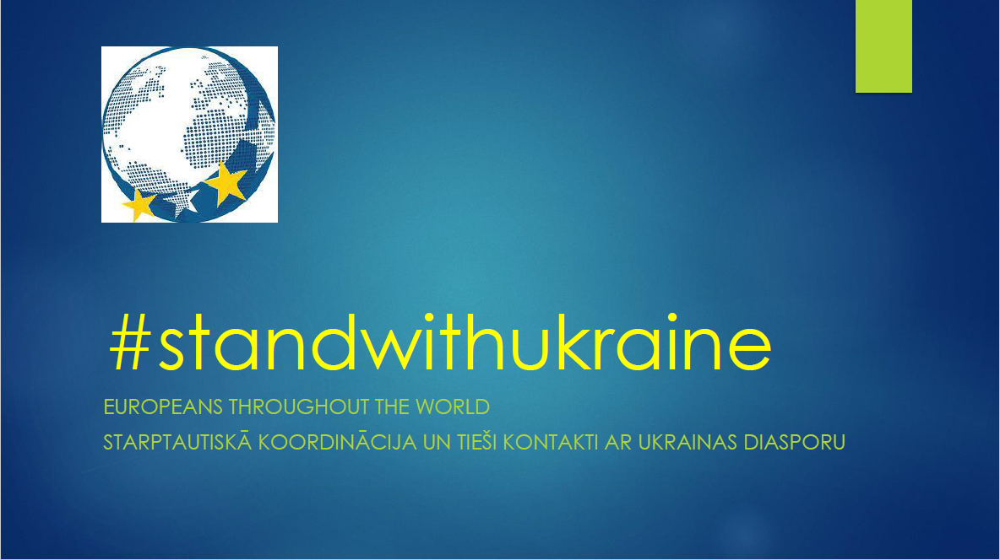 #standwithukraine
EUROPEANS THROUGHOUT THE WORLD
STARPTAUTISKĀ KOORDINĀCIJA UN TIEŠI KONTAKTI AR UKRAINAS DIASPORU